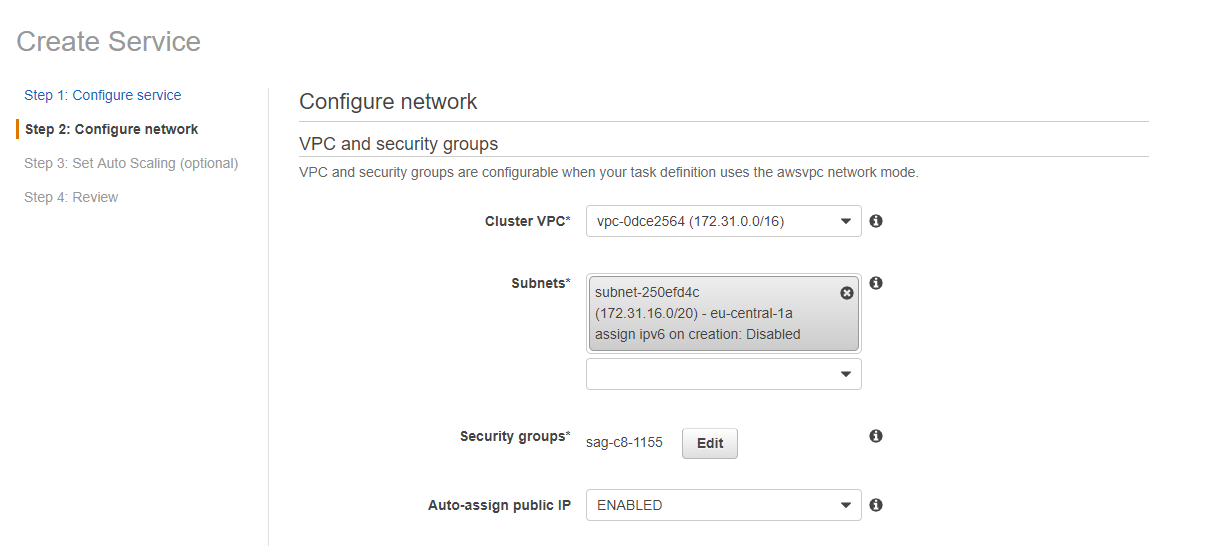 Create Service
Step 1: Configure service
Step 2: Configure network
Step 3: Set Auto Scaling (optional)
Step 4: Review
Configure network
VPC and security groups
VPC and security groups are configurable when your task definition uses the awsvpc network mode.
Cluster VPC* vpc-0dce2564 (172.31.0.0/16)
Subnets* subnet-250efd4c
(172.31.16.0/20) - eu-central-1a
assign ipv6 on creation: Disabled
Security groups* sag-c8-1155 Edit
Auto-assign public IP ENABLED